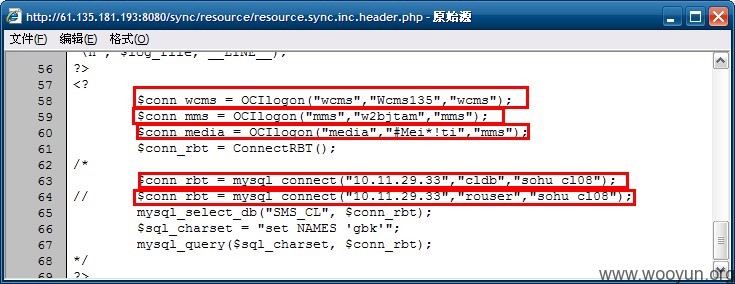 http://61.135.181.193:8080/sync/resource/resource.sync.inc.header.php - 原始源
文件(F) 编辑(E) 格式(O)
\n", $log_file, __LINE__);
56 ?>
57 <?
58 $conn_wcms = OCIlogon("wcms","Wcms135","wcms");
59 $conn_mms = OCIlogon("mms","w2bjtam","mms");
60 $conn_media = OCIlogon("media","#Mei*!ti","mms");
61 $conn_rbt = ConnectRBT();
62 /*
63 $conn_rbt = mysql_connect("10.11.29.33","cldb","sohu_cl08");
64 // $conn_rbt = mysql_connect("10.11.29.33","rouser","sohu_cl08");
65 mysql_select_db("SMS_CL", $conn_rbt);
66 $sql_charset = "set NAMES 'gbk'";
67 mysql_query($sql_charset, $conn_rbt);
68 */
69 ?>
www.wooyun.org